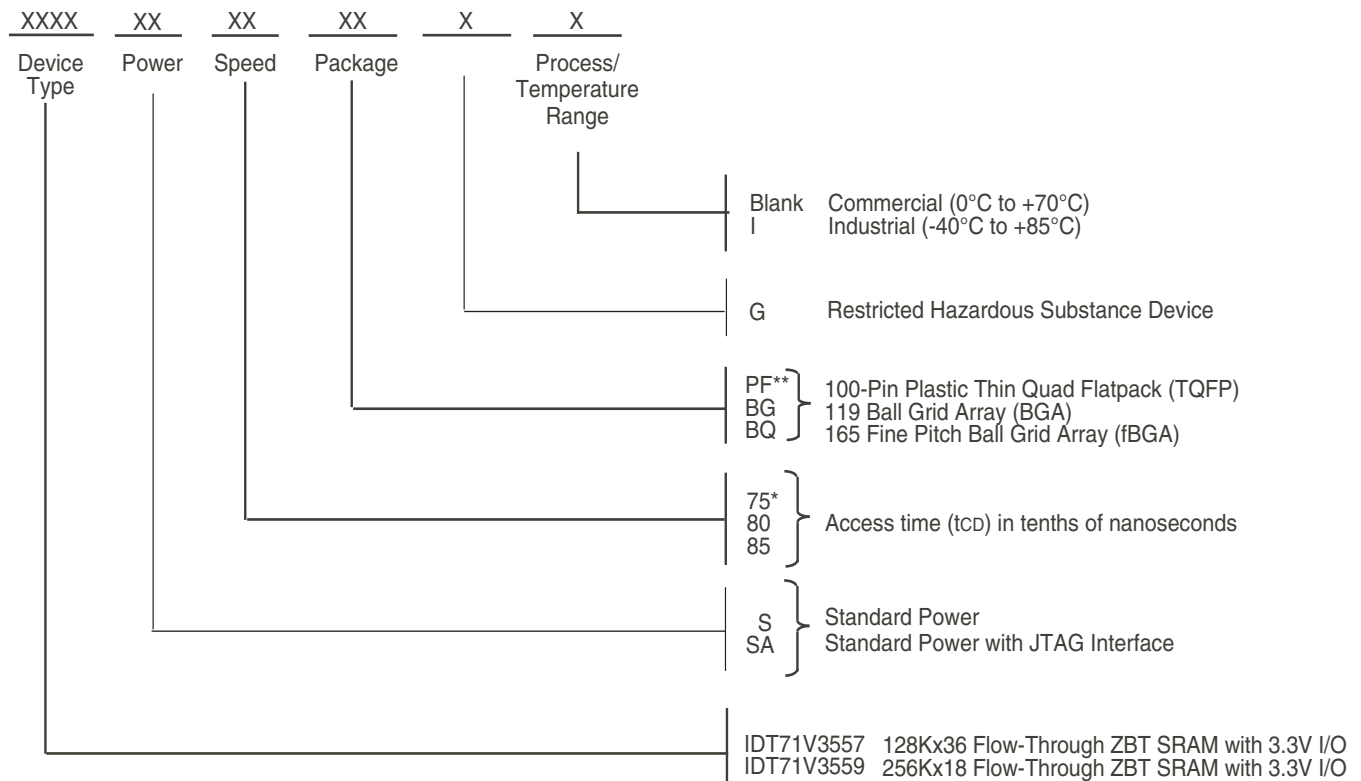 XXXX XX XX XX X X
Device Type
Power
Speed
Package
Process/
Temperature
Range
Blank Commercial (0°C to +70°C)
I Industrial (-40°C to +85°C)
G Restricted Hazardous Substance Device
PF** 100-Pin Plastic Thin Quad Flatpack (TQFP)
BG 119 Ball Grid Array (BGA)
BQ 165 Fine Pitch Ball Grid Array (fBGA)
75*
80 Access time (tCD) in tenths of nanoseconds
85
S Standard Power
SA Standard Power with JTAG Interface
IDT71V3557 128Kx36 Flow-Through ZBT SRAM with 3.3V I/O
IDT71V3559 256Kx18 Flow-Through ZBT SRAM with 3.3V I/O